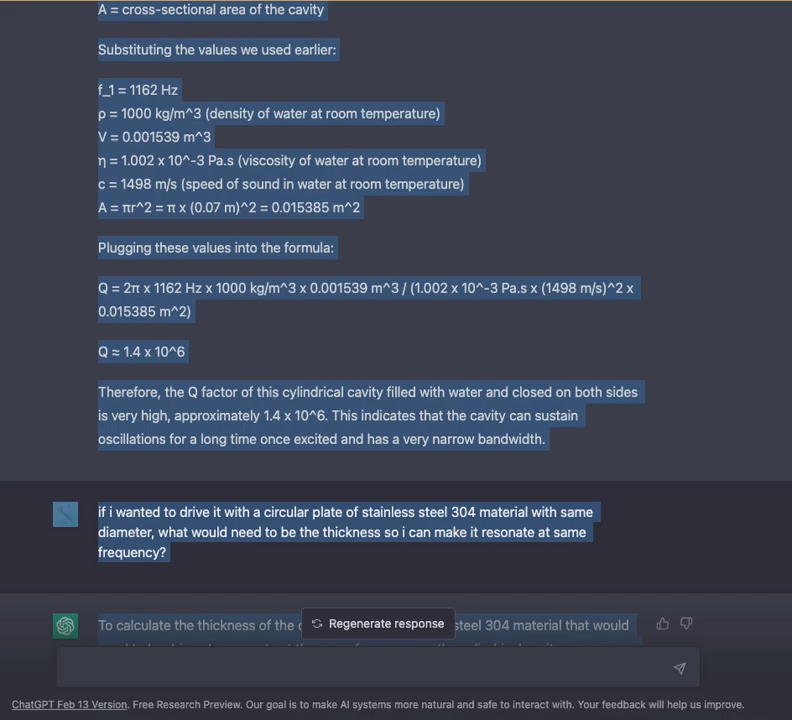 A = cross-sectional area of the cavity
Substituting the values we used earlier:
f_1 = 1162 Hz
ρ = 1000 kg/m^3 (density of water at room temperature)
V = 0.001539 m^3
η = 1.002 x 10^-3 Pa.s (viscosity of water at room temperature)
c = 1498 m/s (speed of sound in water at room temperature)
A = πr^2 = π x (0.07 m)^2 = 0.015385 m^2
Plugging these values into the formula:
Q = 2π x 1162 Hz x 1000 kg/m^3 x 0.001539 m^3 / (1.002 x 10^-3 Pa.s x (1498 m/s)^2 x
0.015385 m^2)
Q ≈ 1.4 x 10^6
Therefore, the Q factor of this cylindrical cavity filled with water and closed on both sides
is very high, approximately 1.4 x 10^6. This indicates that the cavity can sustain
oscillations for a long time once excited and has a very narrow bandwidth.
if i wanted to drive it with a circular plate of stainless steel 304 material with same
diameter, what would need to be the thickness so i can make it resonate at same
frequency?
To calculate the thickness of the steel 304 material that would
Regenerate response
ChatGPT Feb 13 Version. Free Research Preview. Our goal is to make AI systems more natural and safe to interact with. Your feedback will help us improve.